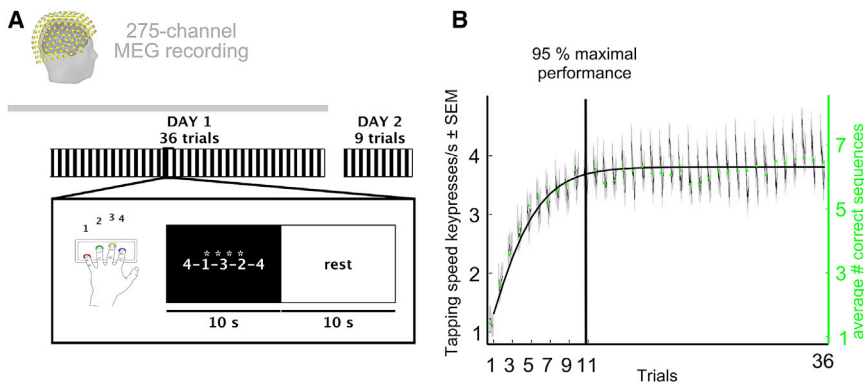 A
275-channel
MEG recording
DAY 1
36 trials
DAY 2
9 trials
1 2 3 4
****
4-1-3-2-4
rest
10 s
10 s
B
95 % maximal
performance
Tapping speed keypresses/s ± SEM
4
3
2
1
1 3 5 7 9 11
36
Trials
7
6
3
1
average # correct sequences